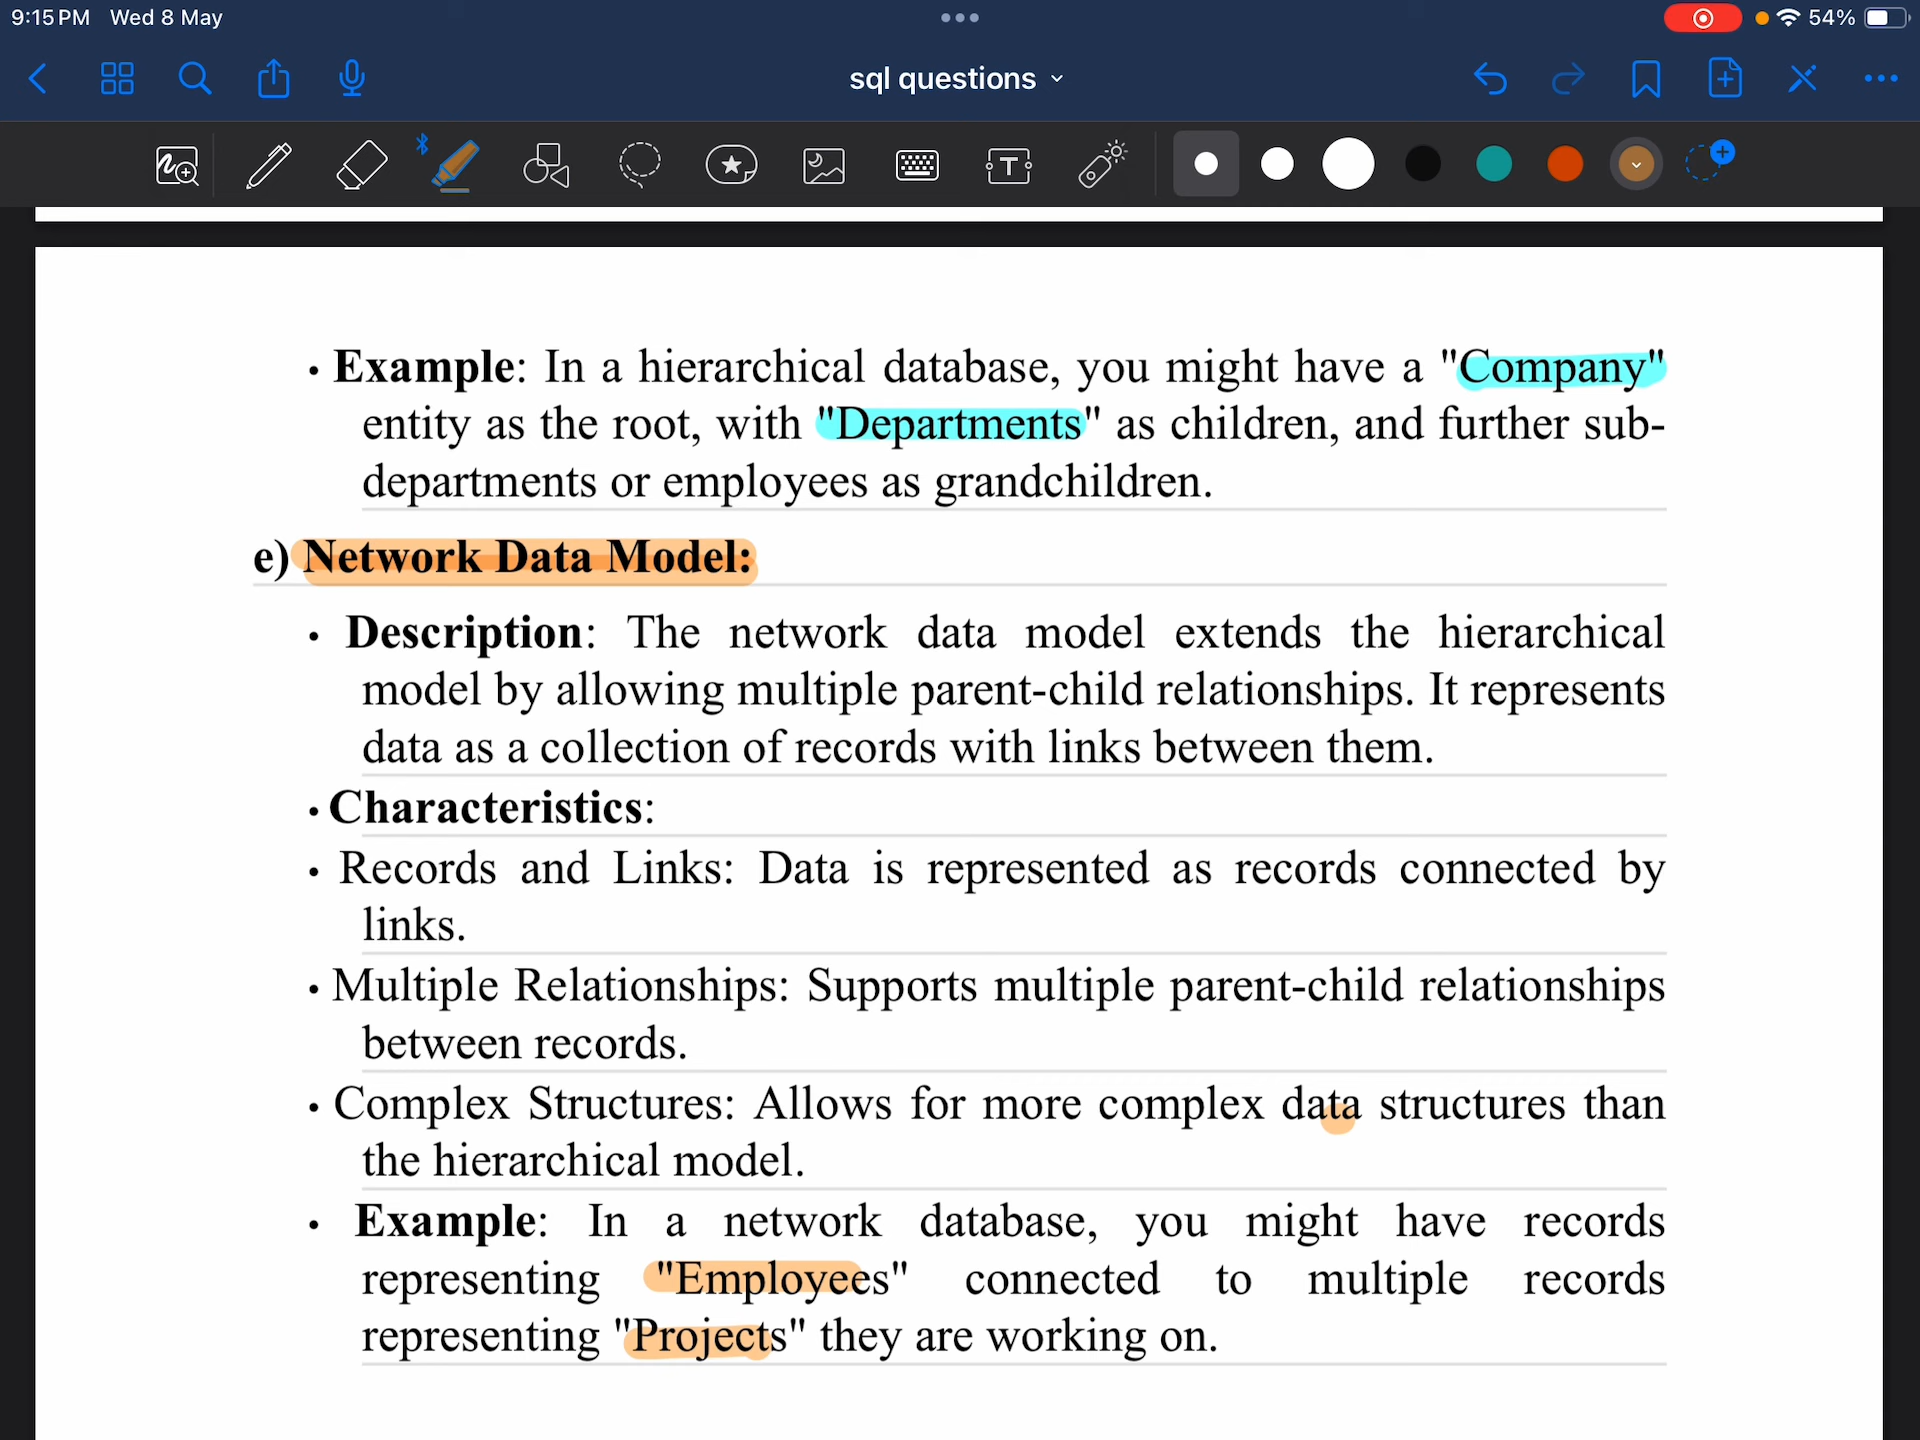 9:15 PM Wed 8 May
54%
sql questions
T
• Example: In a hierarchical database, you might have a "Company"
entity as the root, with "Departments" as children, and further sub-
departments or employees as grandchildren.
e) Network Data Model:
• Description: The network data model extends the hierarchical
model by allowing multiple parent-child relationships. It represents
data as a collection of records with links between them.
• Characteristics:
• Records and Links: Data is represented as records connected by
links.
• Multiple Relationships: Supports multiple parent-child relationships
between records.
• Complex Structures: Allows for more complex data structures than
the hierarchical model.
• Example: In a network database, you might have records
representing "Employees" connected to multiple records
representing "Projects" they are working on.